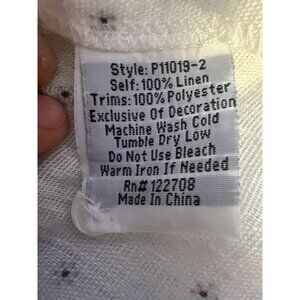 Style: P11019-2
Self: 100% Linen
Trims: 100% Polyester
Exclusive Of Decoration
Machine Wash Cold
Tumble Dry Low
Do Not Use Bleach
Warm Iron If Needed
Rn# 122708
Made In China